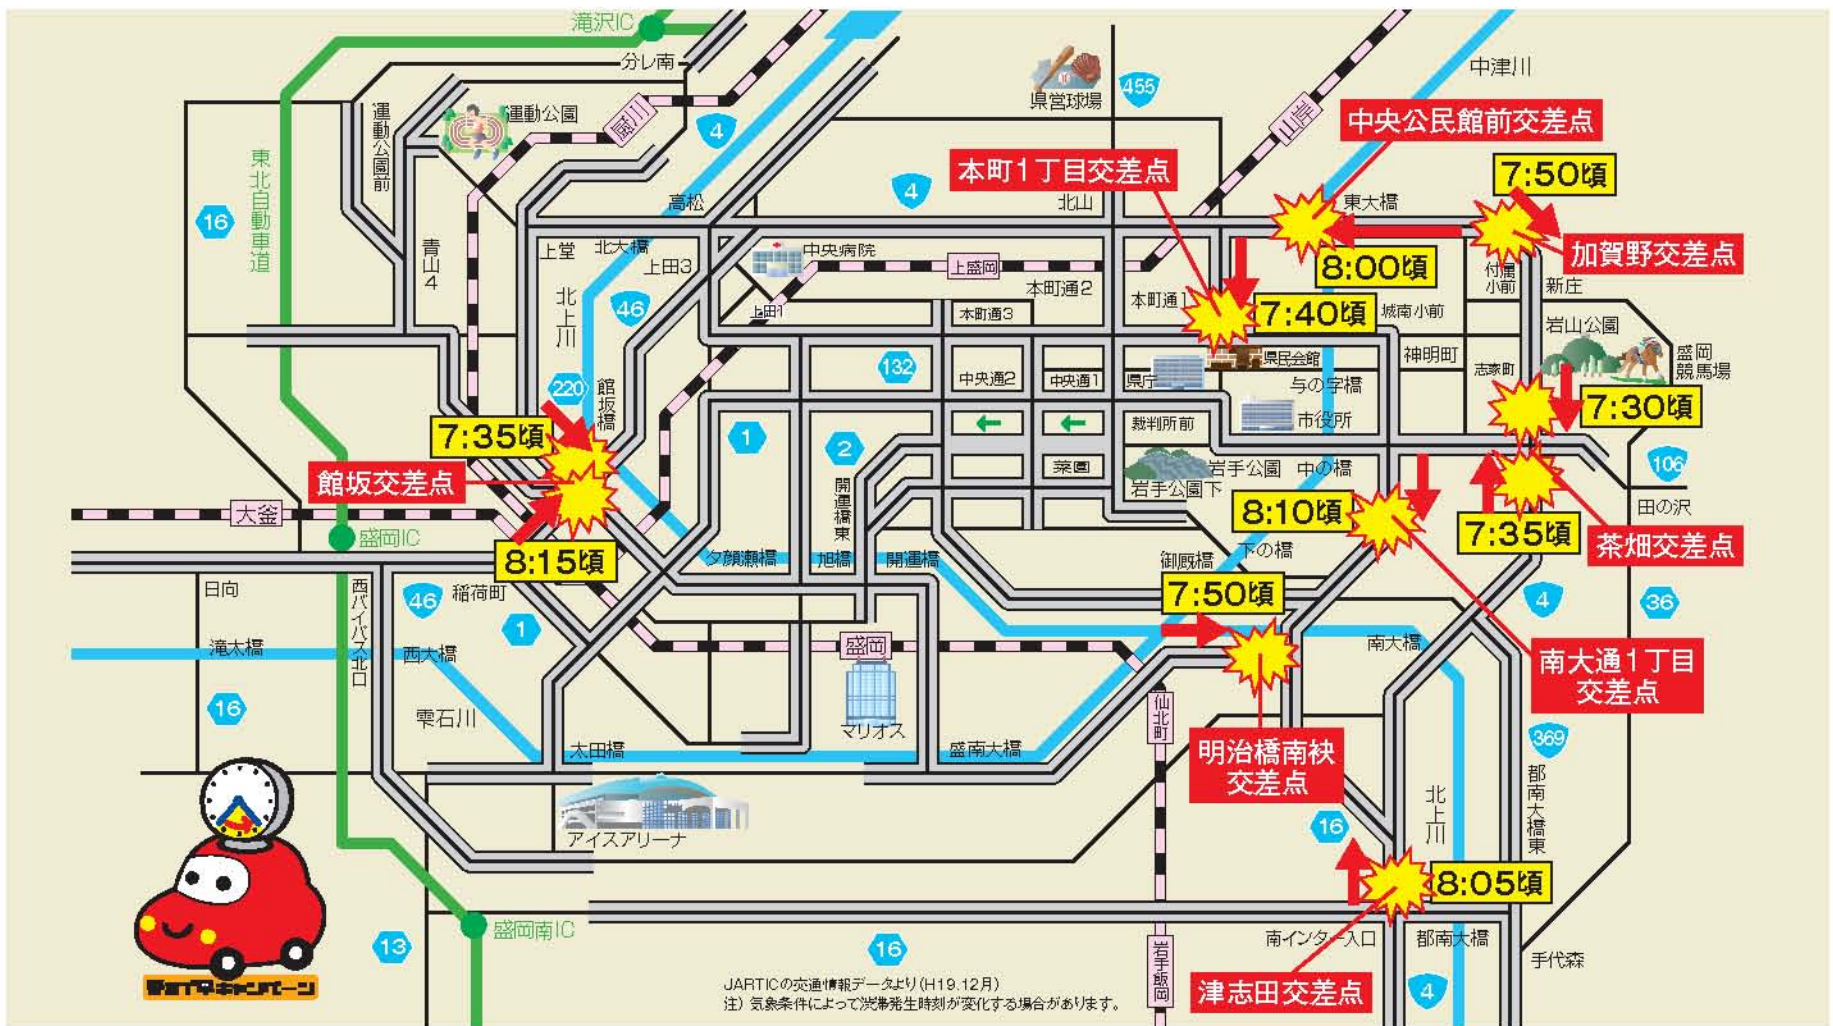 滝沢IC
分レ南
運動公園
運動公園前
厨川
4
県営球場
455
山岸
中津川
中央公民館前交差点
本町1丁目交差点
7:50頃
東北自動車道
16
青山4
高松
4
北山
東大橋
上堂
北大橋
上田3
中央病院
上盛岡
本町通2
本町通1
8:00頃
加賀野交差点
付属
小前
新庄
北上川
46
上田1
本町通3
7:40頃
城南小前
岩山公園
盛岡
競馬場
132
県民会館
神明町
志家町
220
館坂橋
中央通2
中央通1
県庁
与の字橋
7:30頃
7:35頃
1
2
裁判所前
市役所
館坂交差点
開運橋東
菜園
岩手公園
岩手公園下
中の橋
106
田の沢
大釜
盛岡IC
8:10頃
7:35頃
茶畑交差点
8:15頃
夕顔瀬橋
旭橋
開運橋
御厩橋
下の橋
日向
西バイパス北口
46
稲荷町
1
7:50頃
4
36
滝太橋
西大橋
盛岡
南大橋
南大通1丁目
交差点
16
雫石川
マリオス
仙北町
太田橋
盛南大橋
明治橋南袂
交差点
369
都南大橋東
北上川
アイスアリーナ
16
8:05頃
盛岡南IC
13
16
岩手飯岡
南インター入口
都南大橋
手代森
津志田交差点
4
JARTICの交通情報データより(H19.12月)
注) 気象条件によって渋滞発生時刻が変化する場合があります。